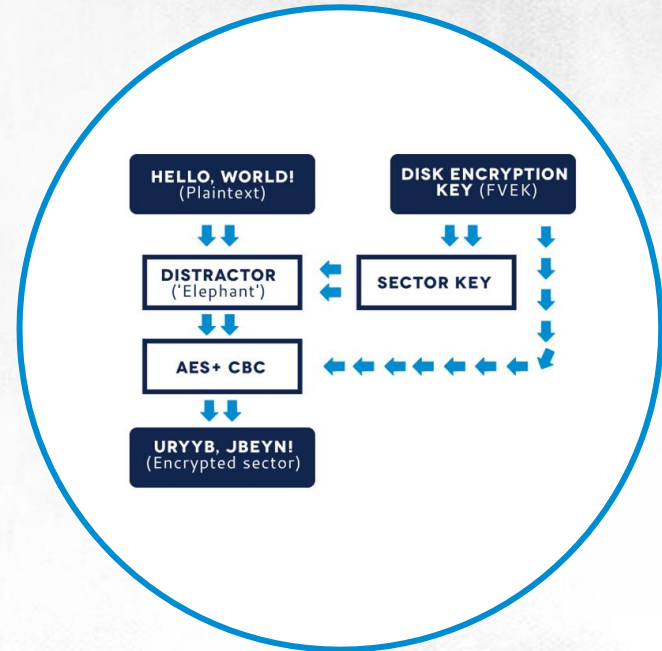 HELLO, WORLD!
(Plaintext)
DISK ENCRYPTION
KEY (FVEK)
DISTRACTOR
('Elephant')
SECTOR KEY
AES+ CBC
URYYB, JBEYN!
(Encrypted sector)